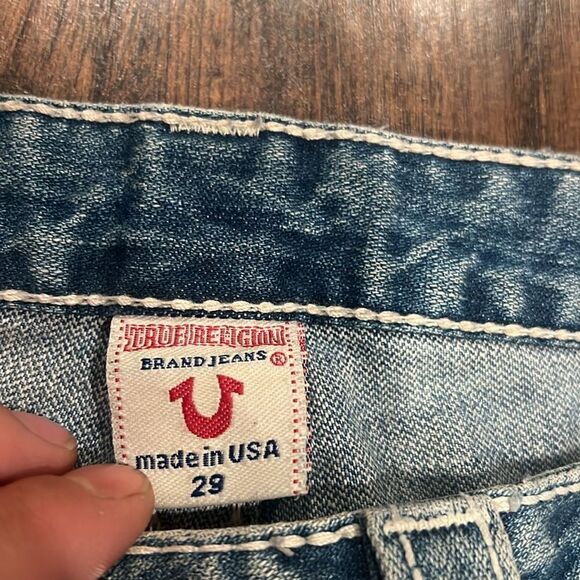 TRUE RELIGION
BRAND JEANS ®
made in USA
29